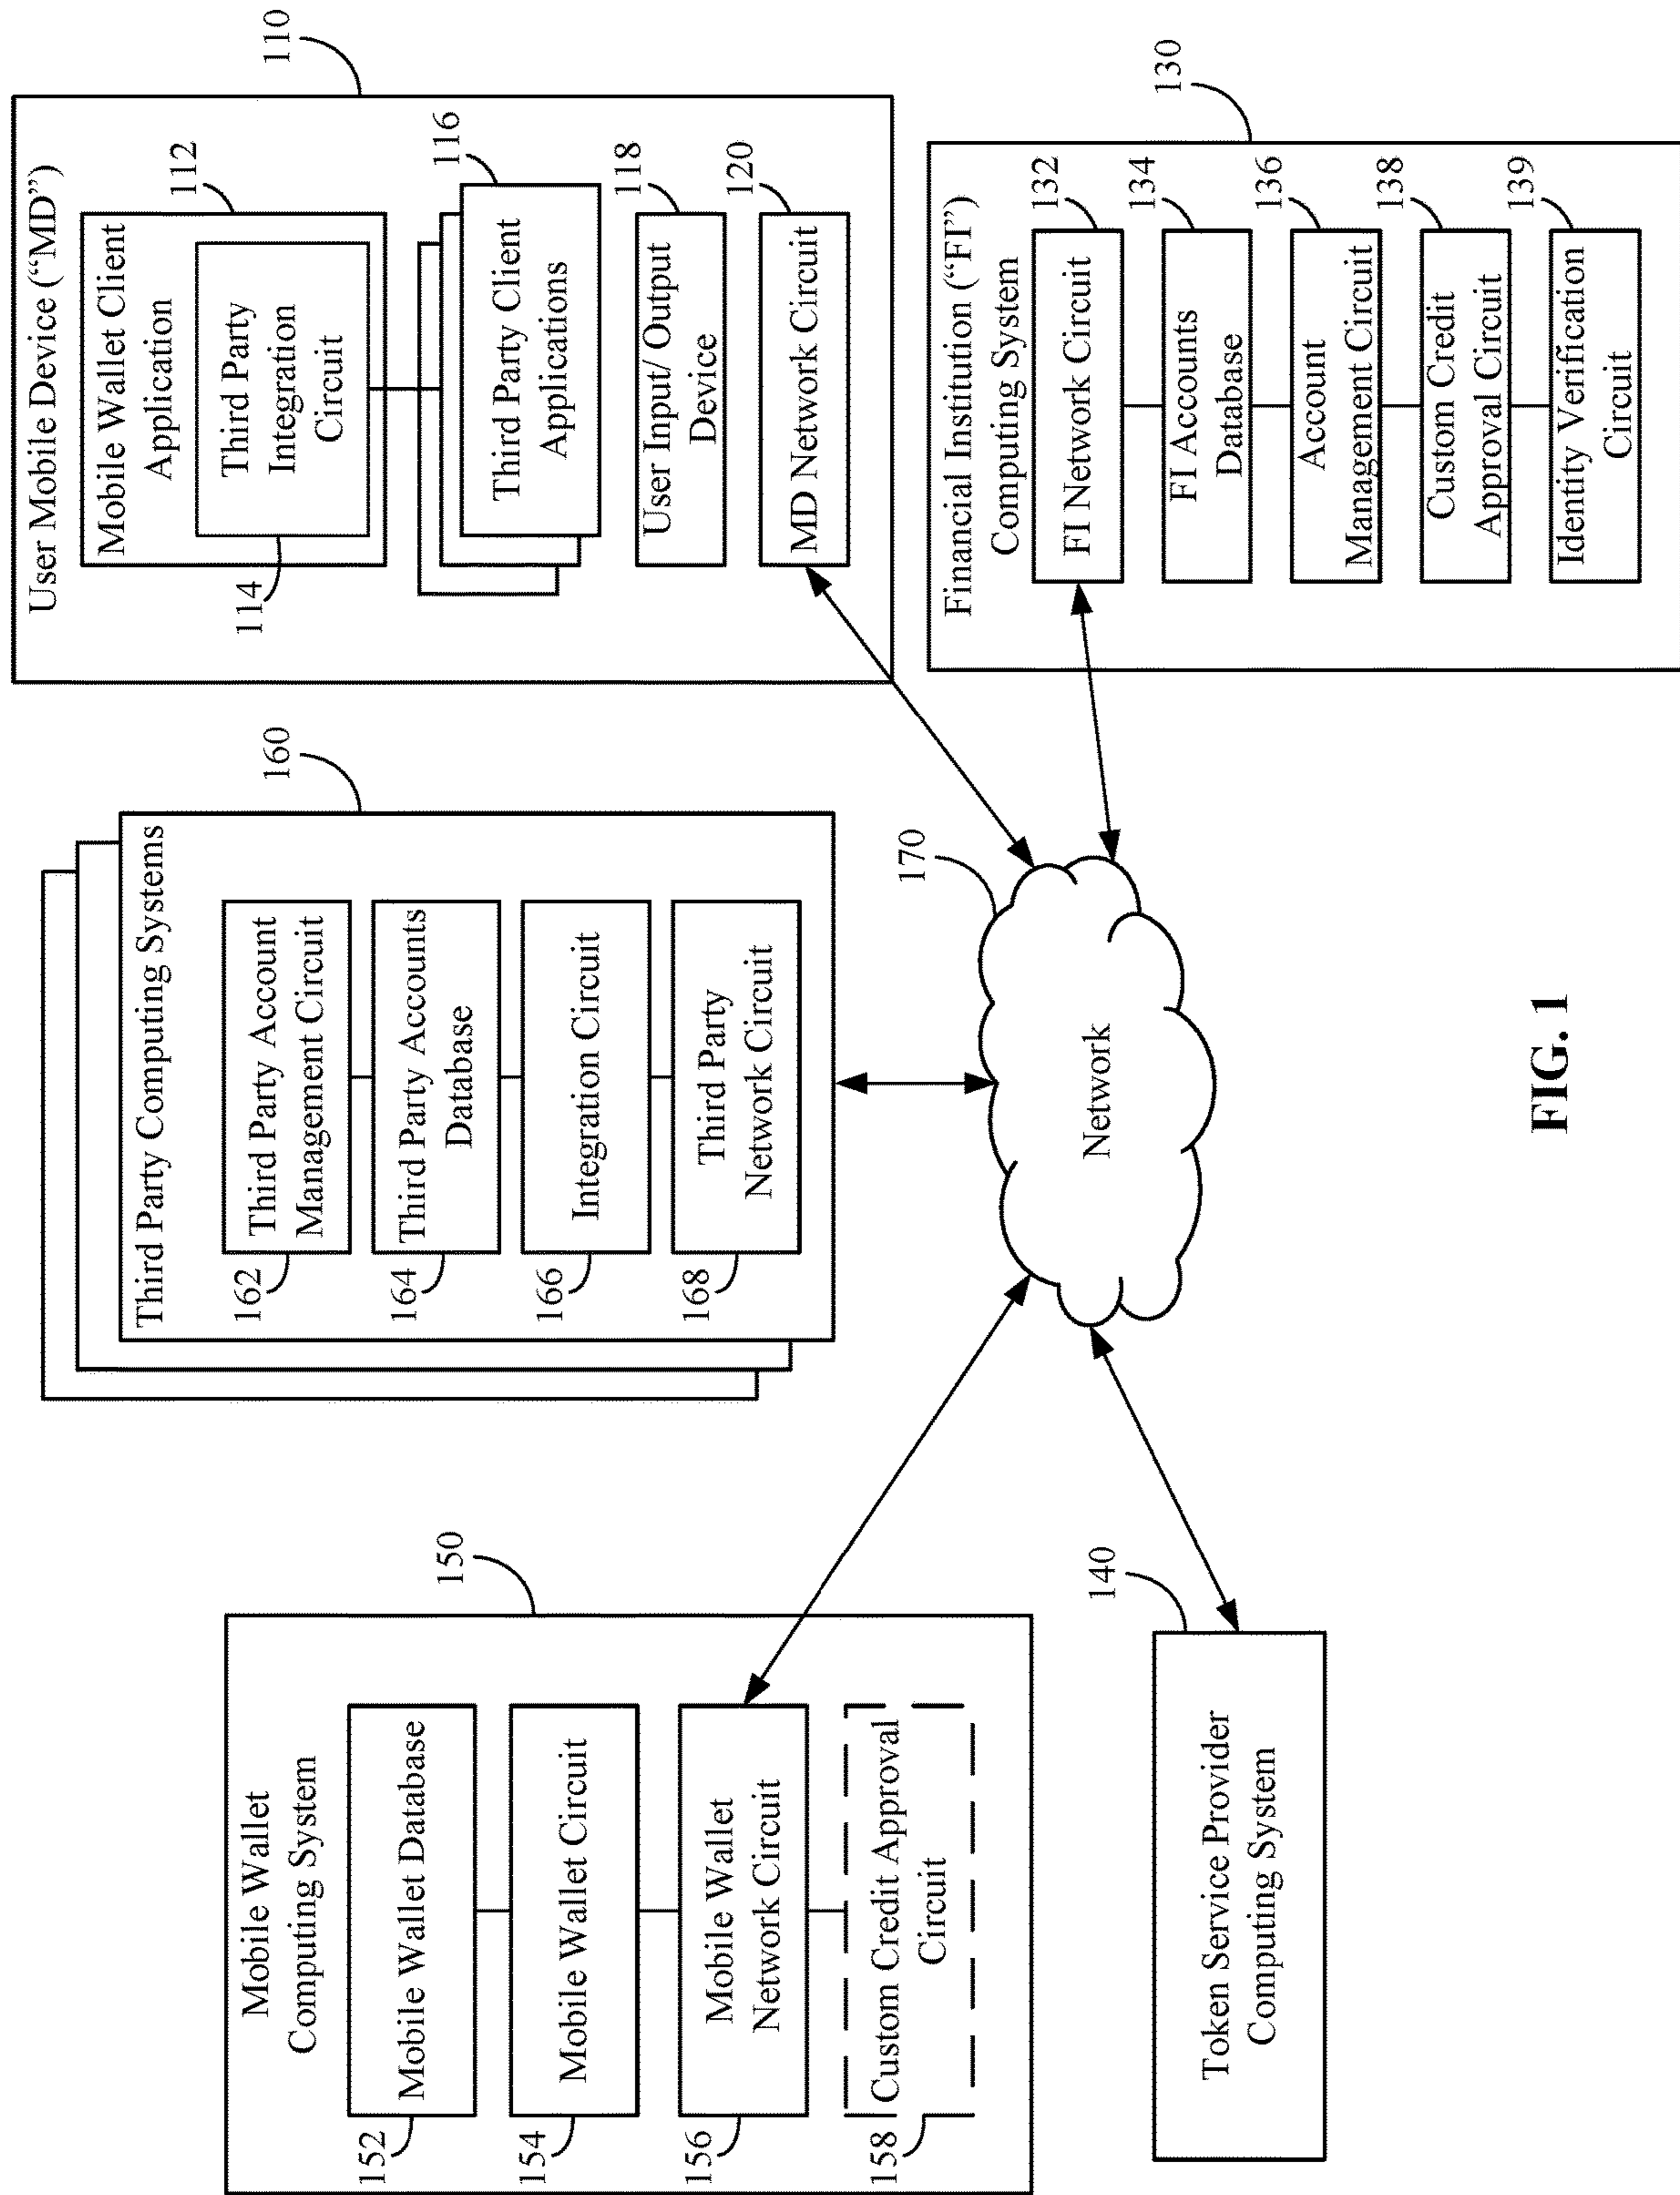 Mobile Wallet
Computing System
150
Mobile Wallet Database
152
Mobile Wallet Circuit
154
Mobile Wallet
Network Circuit
156
Custom Credit Approval
Circuit
158
Token Service Provider
Computing System
140
Third Party Computing Systems
160
Third Party Account
Management Circuit
162
Third Party Accounts
Database
164
Integration Circuit
166
Third Party
Network Circuit
168
Network
170
User Mobile Device (“MD”)
110
Mobile Wallet Client
Application
112
Third Party
Integration
Circuit
114
Third Party Client
Applications
116
User Input/ Output
Device
118
MD Network Circuit
120
Financial Institution (“FI”)
Computing System
130
FI Network Circuit
132
FI Accounts
Database
134
Account
Management Circuit
136
Custom Credit
Approval Circuit
138
Identity Verification
Circuit
139
FIG. 1